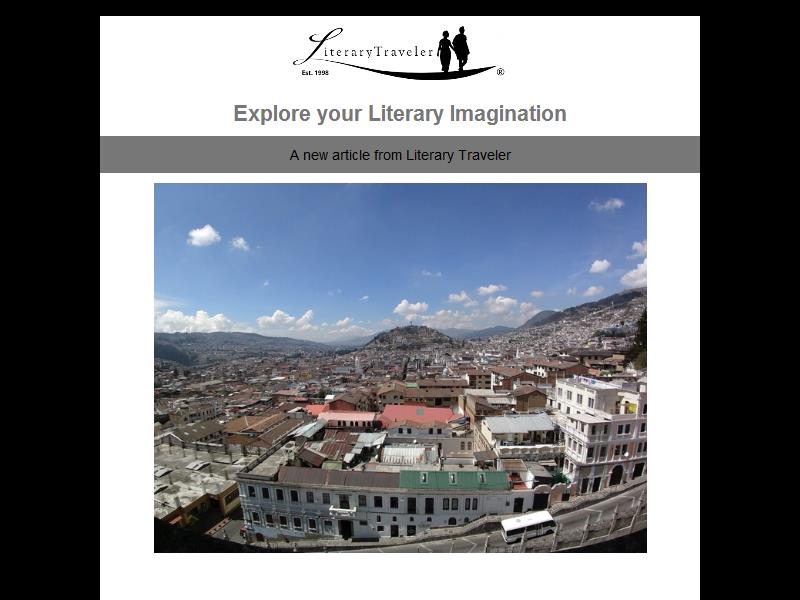 LiteraryTraveler
Est. 1998
®
Explore your Literary Imagination
A new article from Literary Traveler